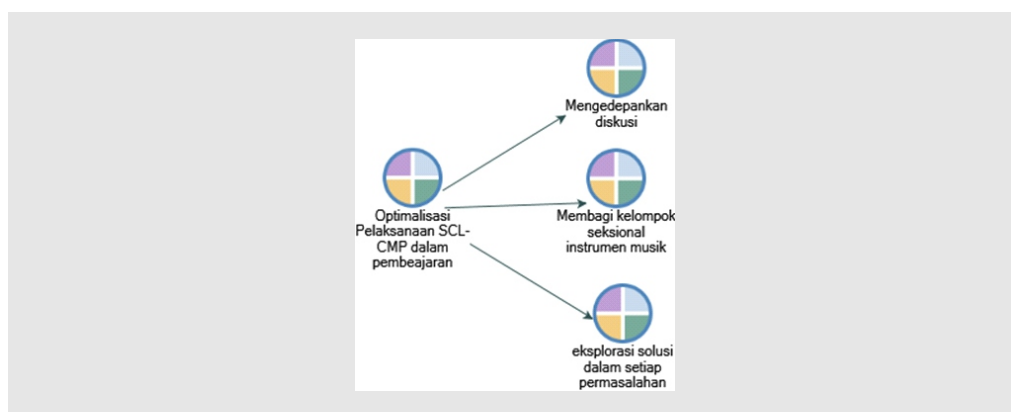 Mengedepankan
diskusi
Optimalisasi
Pelaksanaan SCL-
CMP dalam
pembeajaran
Membagi kelompok
seksional
instrumen musik
eksplorasi solusi
dalam setiap
permasalahan